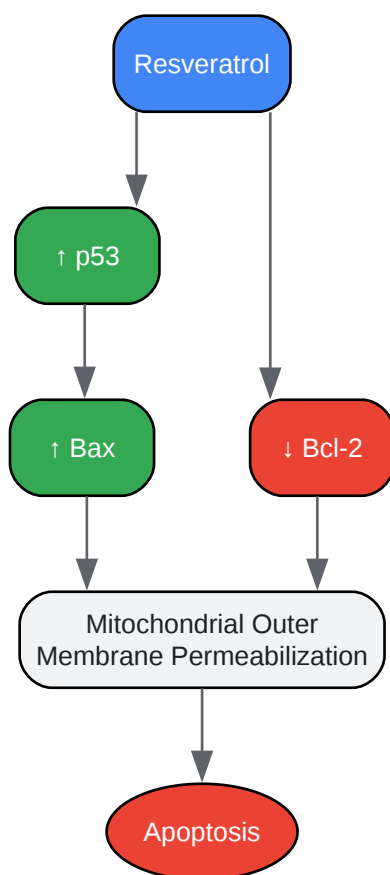 Resveratrol
↑ p53
↑ Bax
↓ Bcl-2
Mitochondrial Outer
Membrane Permeabilization
Apoptosis